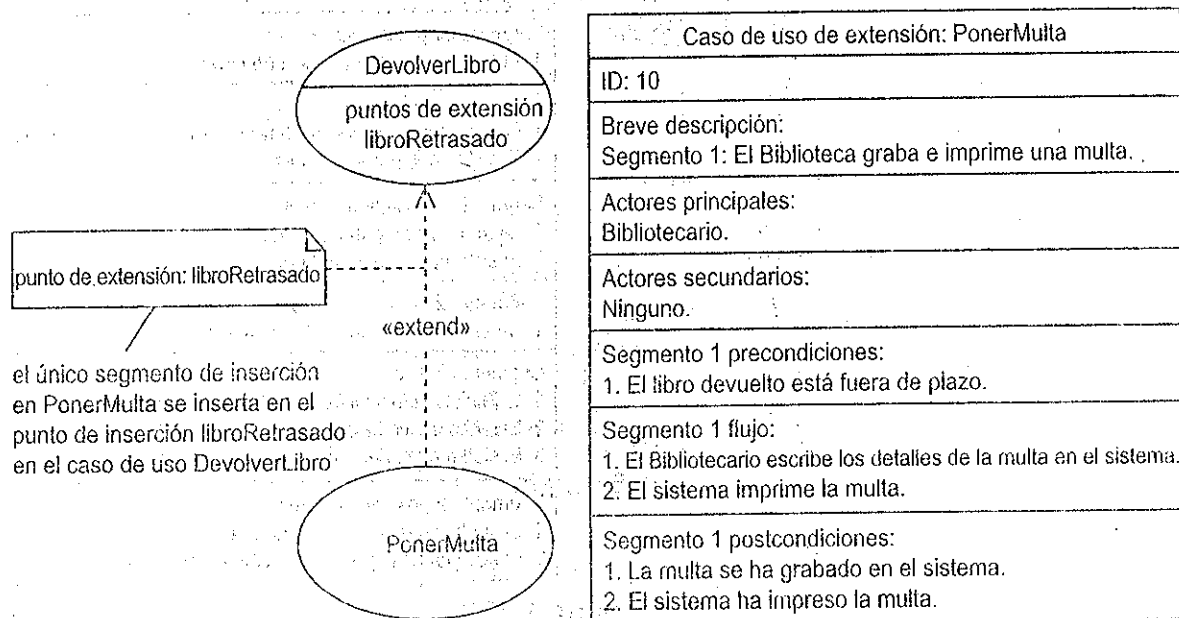 DevolverLibro
puntos de extensión
libroRetrasado
punto de extensión: libroRetrasado
«extend»
el único segmento de inserción
en PonerMulta se inserta en el
punto de inserción libroRetrasado
en el caso de uso DevolverLibro
PonerMulta
Caso de uso de extensión: PonerMulta
ID: 10
Breve descripción:
Segmento 1: El Biblioteca graba e imprime una multa.
Actores principales:
Bibliotecario.
Actores secundarios:
Ninguno.
Segmento 1 precondiciones:
1. El libro devuelto está fuera de plazo.
Segmento 1 flujo:
1. El Bibliotecario escribe los detalles de la multa en el sistema.
2. El sistema imprime la multa.
Segmento 1 postcondiciones:
1. La multa se ha grabado en el sistema.
2. El sistema ha impreso la multa.